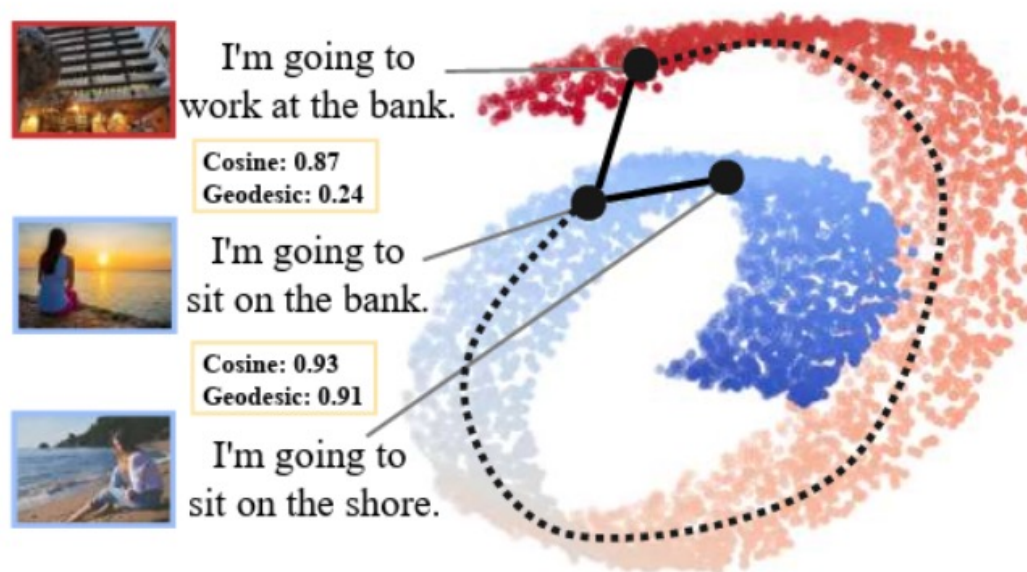 I'm going to
work at the bank.
Cosine: 0.87
Geodesic: 0.24
I'm going to
sit on the bank.
Cosine: 0.93
Geodesic: 0.91
I'm going to
sit on the shore.